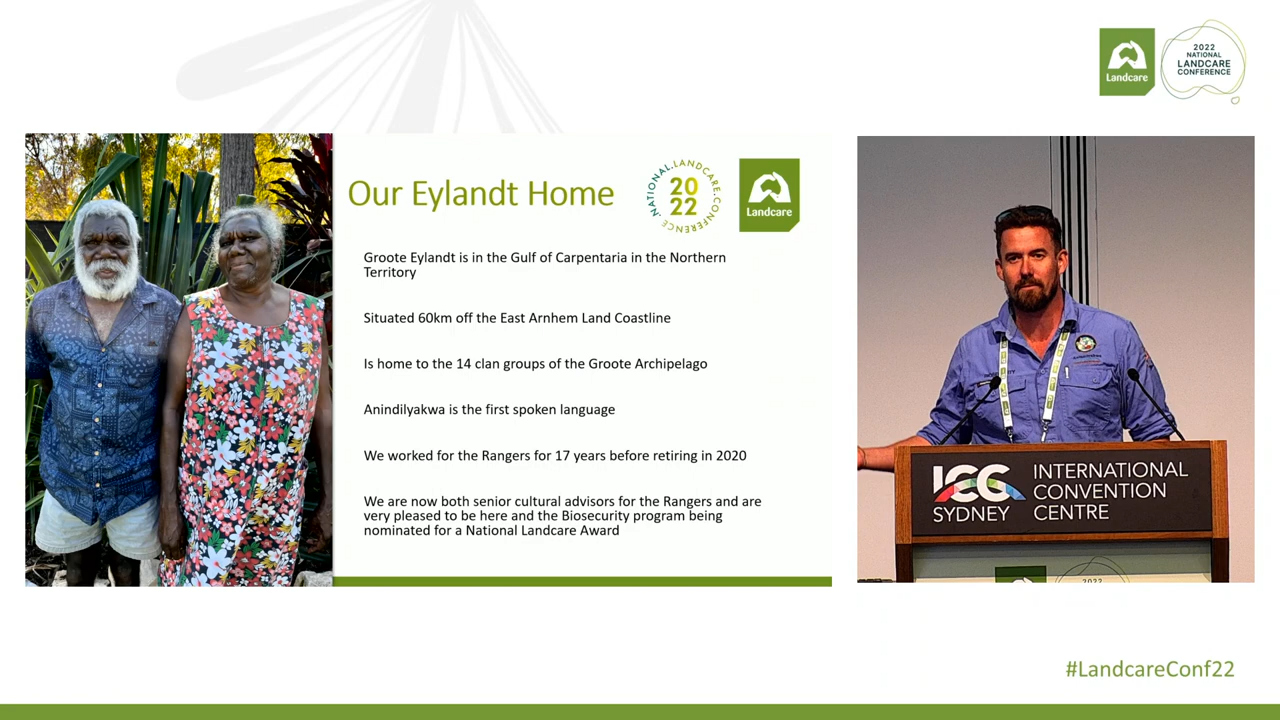 Landcare
2022
NATIONAL
LANDCARE
CONFERENCE
Our Eylandt Home
NATIONAL.LANDCARE.CONFERENCE.
20
22
Landcare
Groote Eylandt is in the Gulf of Carpentaria in the Northern
Territory
Situated 60km off the East Arnhem Land Coastline
Is home to the 14 clan groups of the Groote Archipelago
Anindilyakwa is the first spoken language
We worked for the Rangers for 17 years before retiring in 2020
We are now both senior cultural advisors for the Rangers and are
very pleased to be here and the Biosecurity program being
nominated for a National Landcare Award
ICC
SYDNEY
INTERNATIONAL
CONVENTION
CENTRE
2022
#LandcareConf22